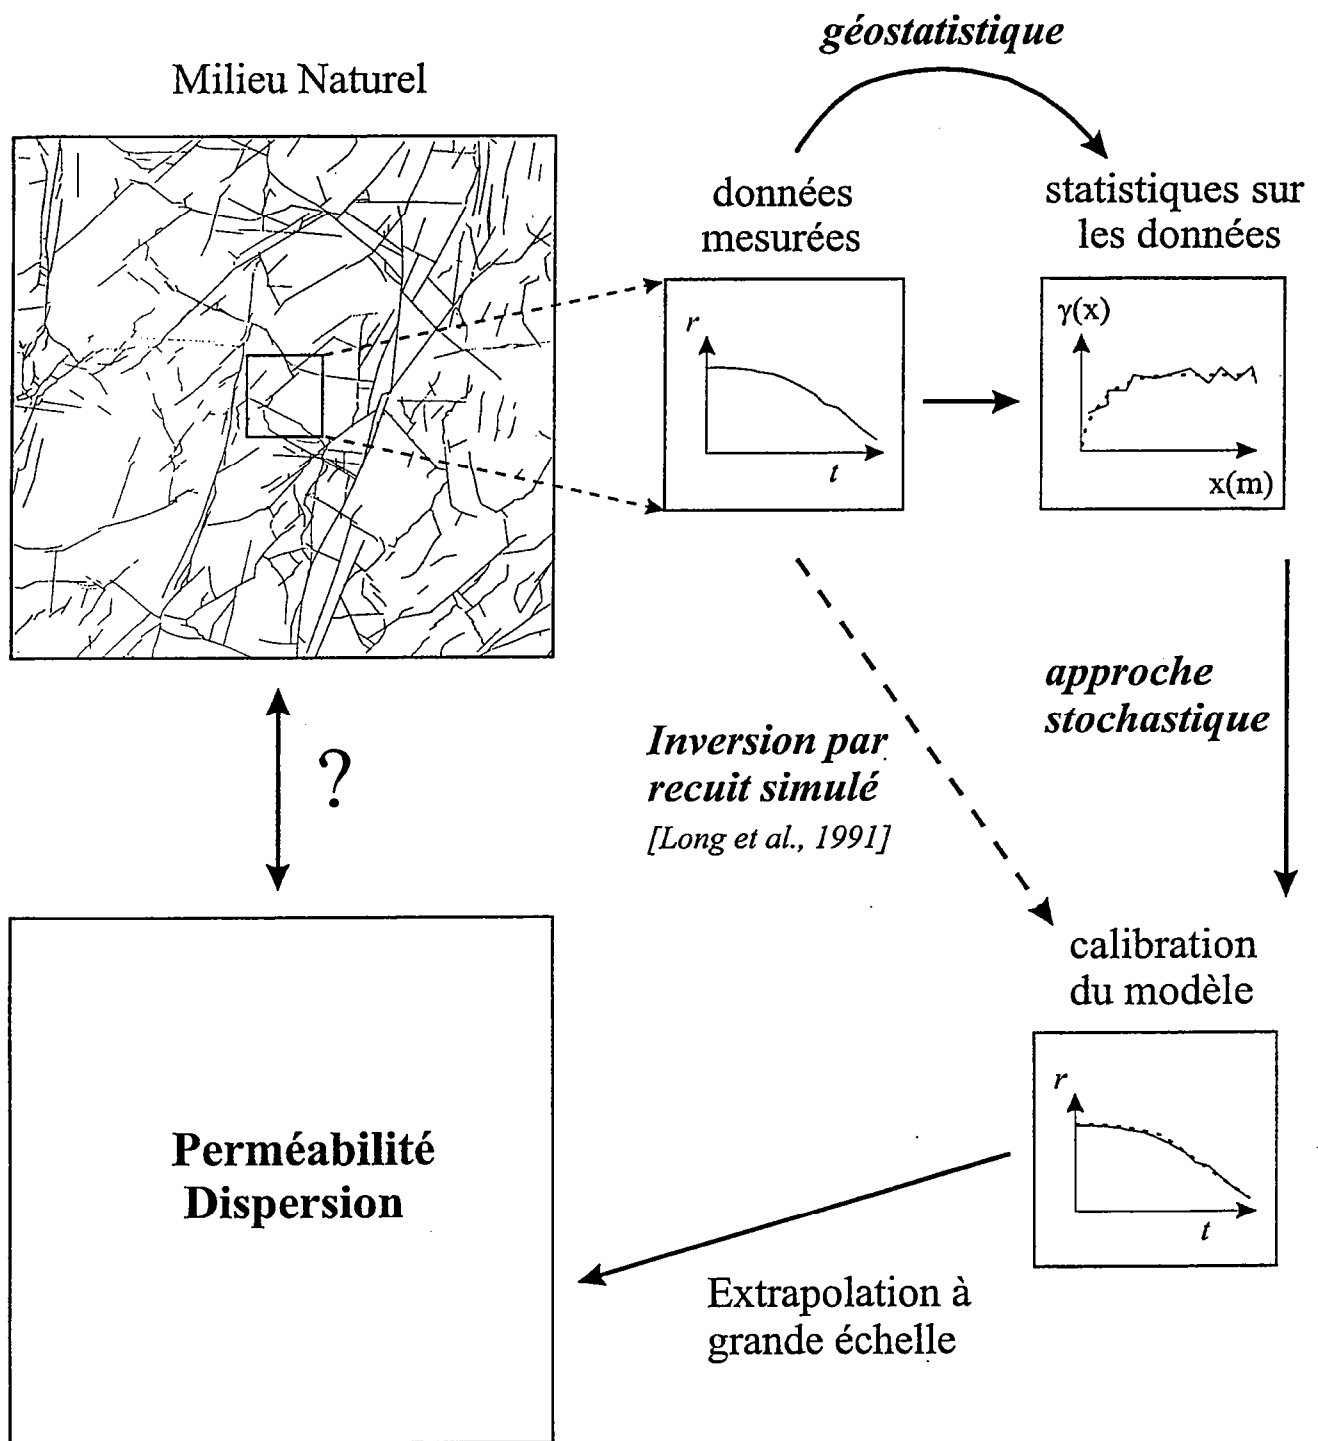 géostatistique
Milieu Naturel
données
mesurées
statistiques sur
les données
r
t
γ(x)
x(m)
?
Inversion par
recuit simulé
[Long et al., 1991]
approche
stochastique
calibration
du modèle
r
t
Perméabilité
Dispersion
Extrapolation à
grande échelle